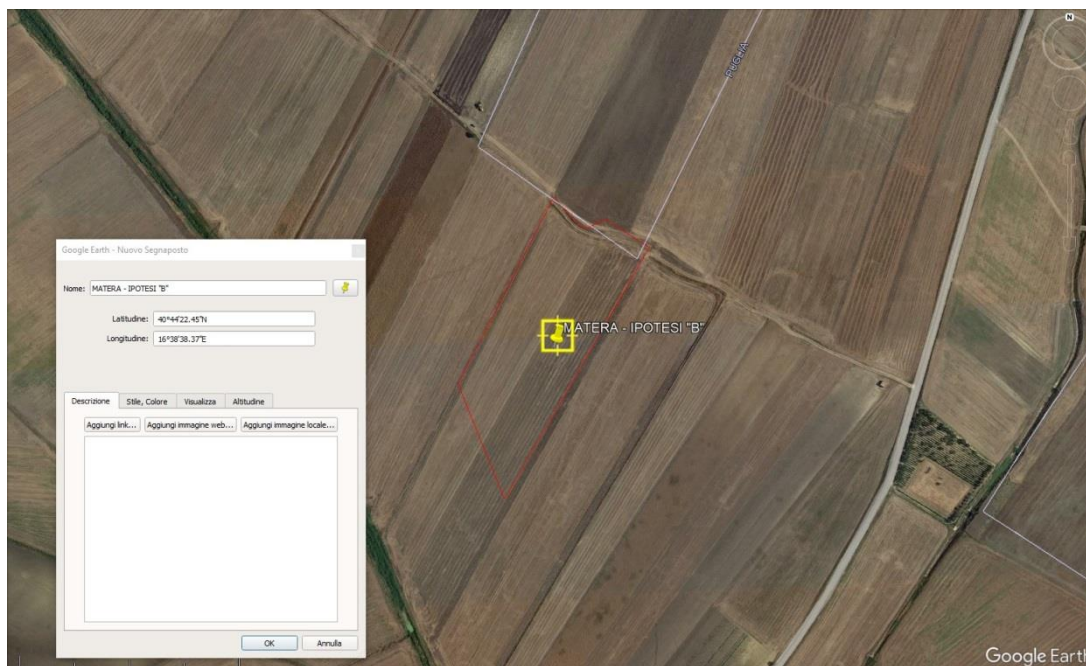 N
PUGLIA
Google Earth - Nuovo Segnaposto
Nome: MATERA - IPOTESI "B"
Latitudine: 40°44'22.45"N
Longitudine: 16°38'38.37"E
MATERA - IPOTESI "B"
Descrizione Stile, Colore Visualizza Altitudine
Aggiungi link... Aggiungi immagine web... Aggiungi immagine locale...
OK Annulla
Google Earth